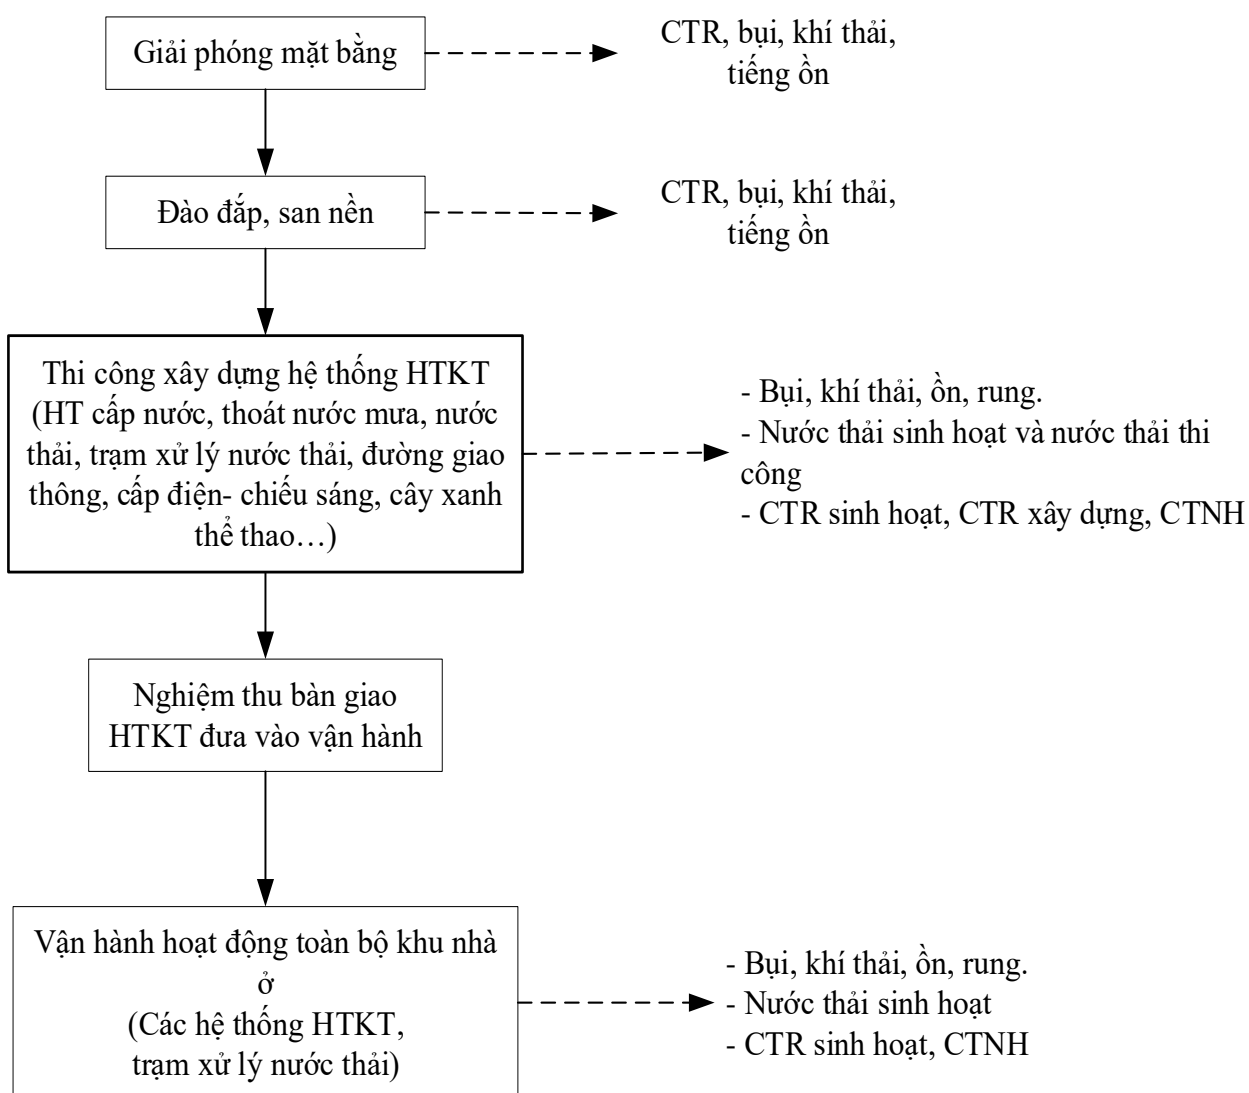 Giải phóng mặt bằng
CTR, bụi, khí thải,
tiếng ồn
Đào đắp, san nền
CTR, bụi, khí thải,
tiếng ồn
Thi công xây dựng hệ thống HTKT
(HT cấp nước, thoát nước mưa, nước
thải, trạm xử lý nước thải, đường giao
thông, cấp điện- chiếu sáng, cây xanh
thể thao…)
- Bụi, khí thải, ồn, rung.
- Nước thải sinh hoạt và nước thải thi
công
- CTR sinh hoạt, CTR xây dựng, CTNH
Nghiệm thu bàn giao
HTKT đưa vào vận hành
Vận hành hoạt động toàn bộ khu nhà
ở
(Các hệ thống HTKT,
trạm xử lý nước thải)
- Bụi, khí thải, ồn, rung.
- Nước thải sinh hoạt
- CTR sinh hoạt, CTNH